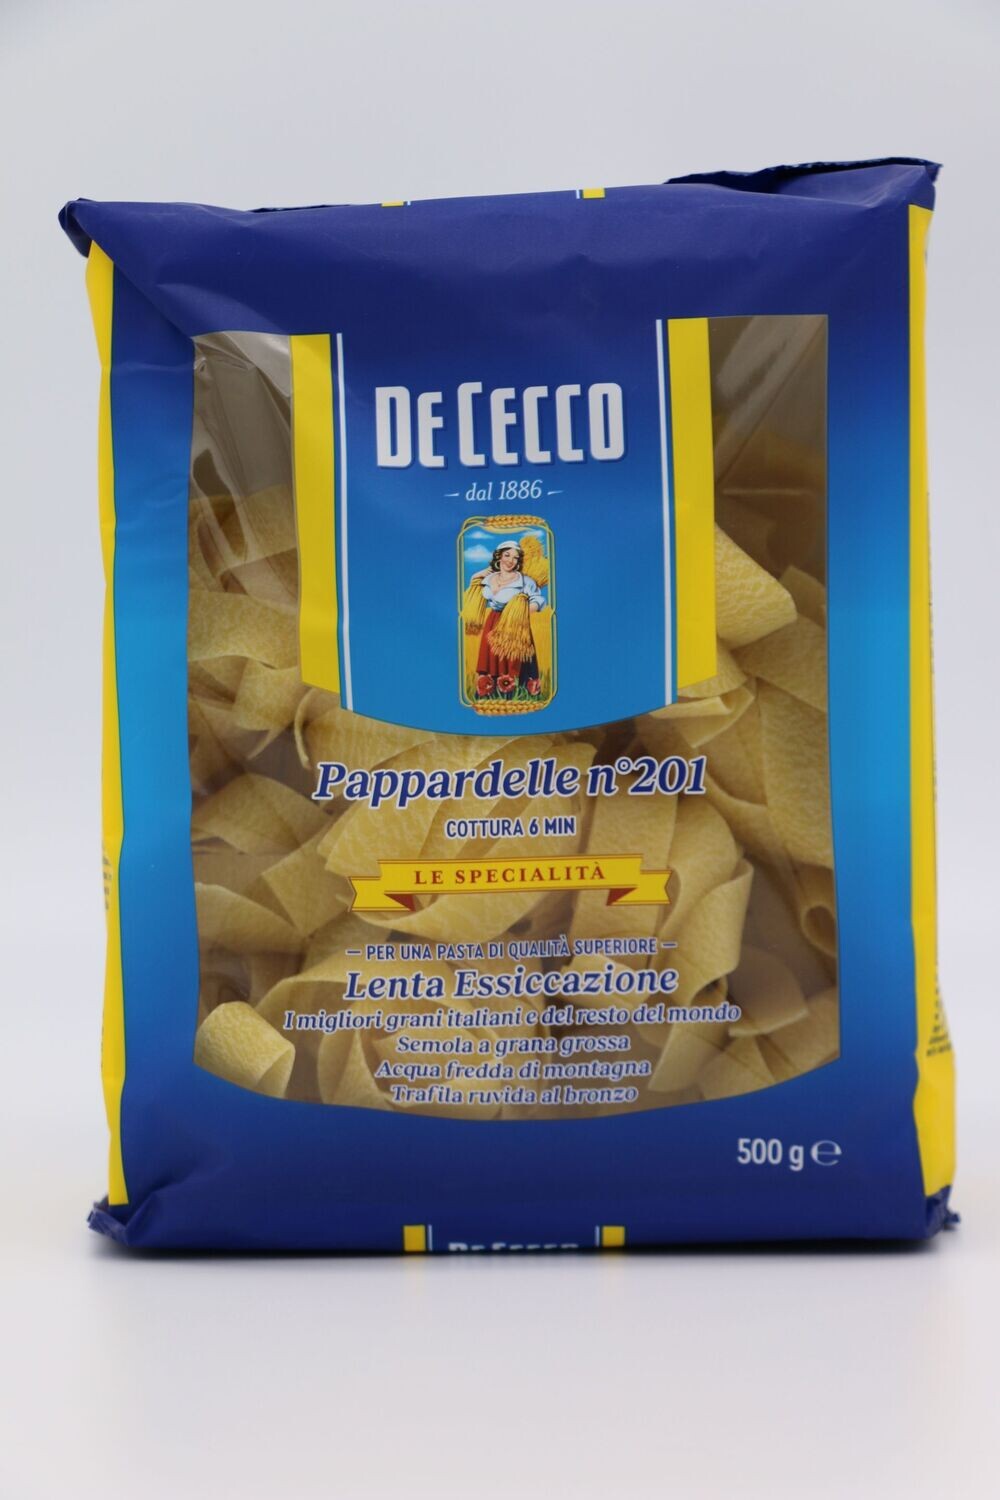 DE CECCO
– dal 1886 –
Pappardelle n°201
COTTURA 6 MIN
LE SPECIALITÀ
– PER UNA PASTA DI QUALITÀ SUPERIORE –
Lenta Essiccazione
I migliori grani italiani e del resto del mondo
Semola a grana grossa
Acqua fredda di montagna
Trafila ruvida al bronzo
500 g ℮
DE CECCO